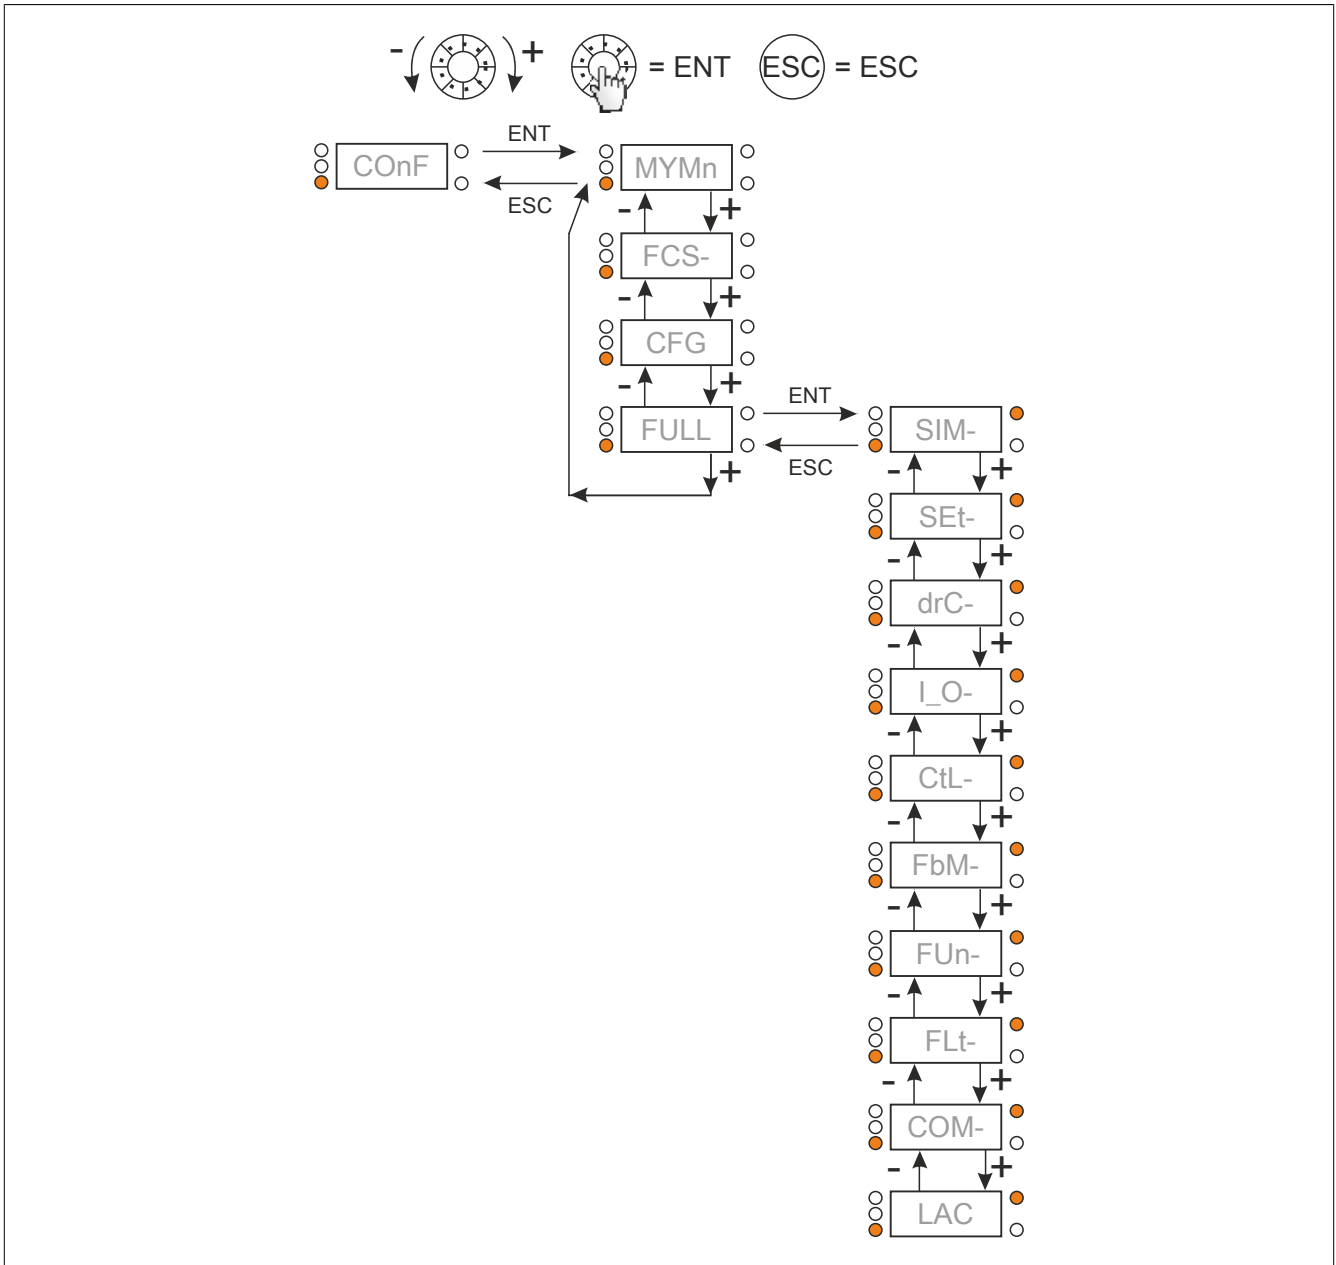 - + = ENT ESC = ESC
COnF ENT MYMn
ESC
- +
FCS-
- +
CFG
- +
FULL ENT SIM-
ESC
+ - +
SEt-
- +
drC-
- +
I_O-
- +
CtL-
- +
FbM-
- +
FUn-
- +
FLt-
- +
COM-
- +
LAC